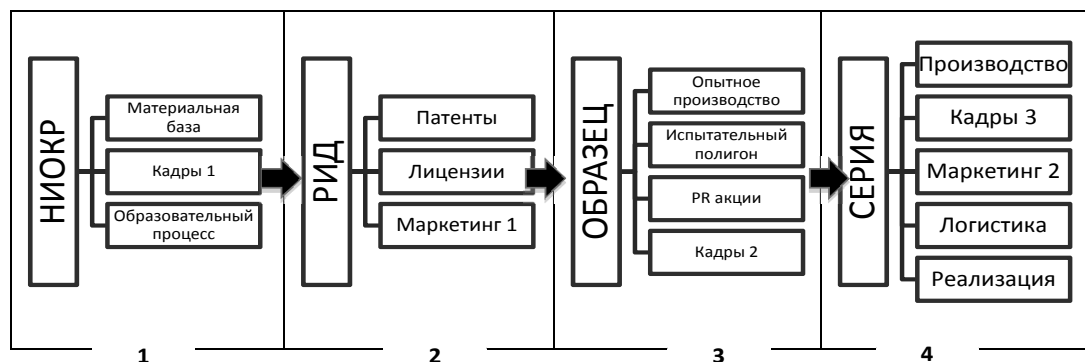 НИОКР
Материальная
база
Кадры 1
Образовательный
процесс
1
РИД
Патенты
Лицензии
Маркетинг 1
2
ОБРАЗЕЦ
Опытное
производство
Испытательный
полигон
PR акции
Кадры 2
3
СЕРИЯ
Производство
Кадры 3
Маркетинг 2
Логистика
Реализация
4